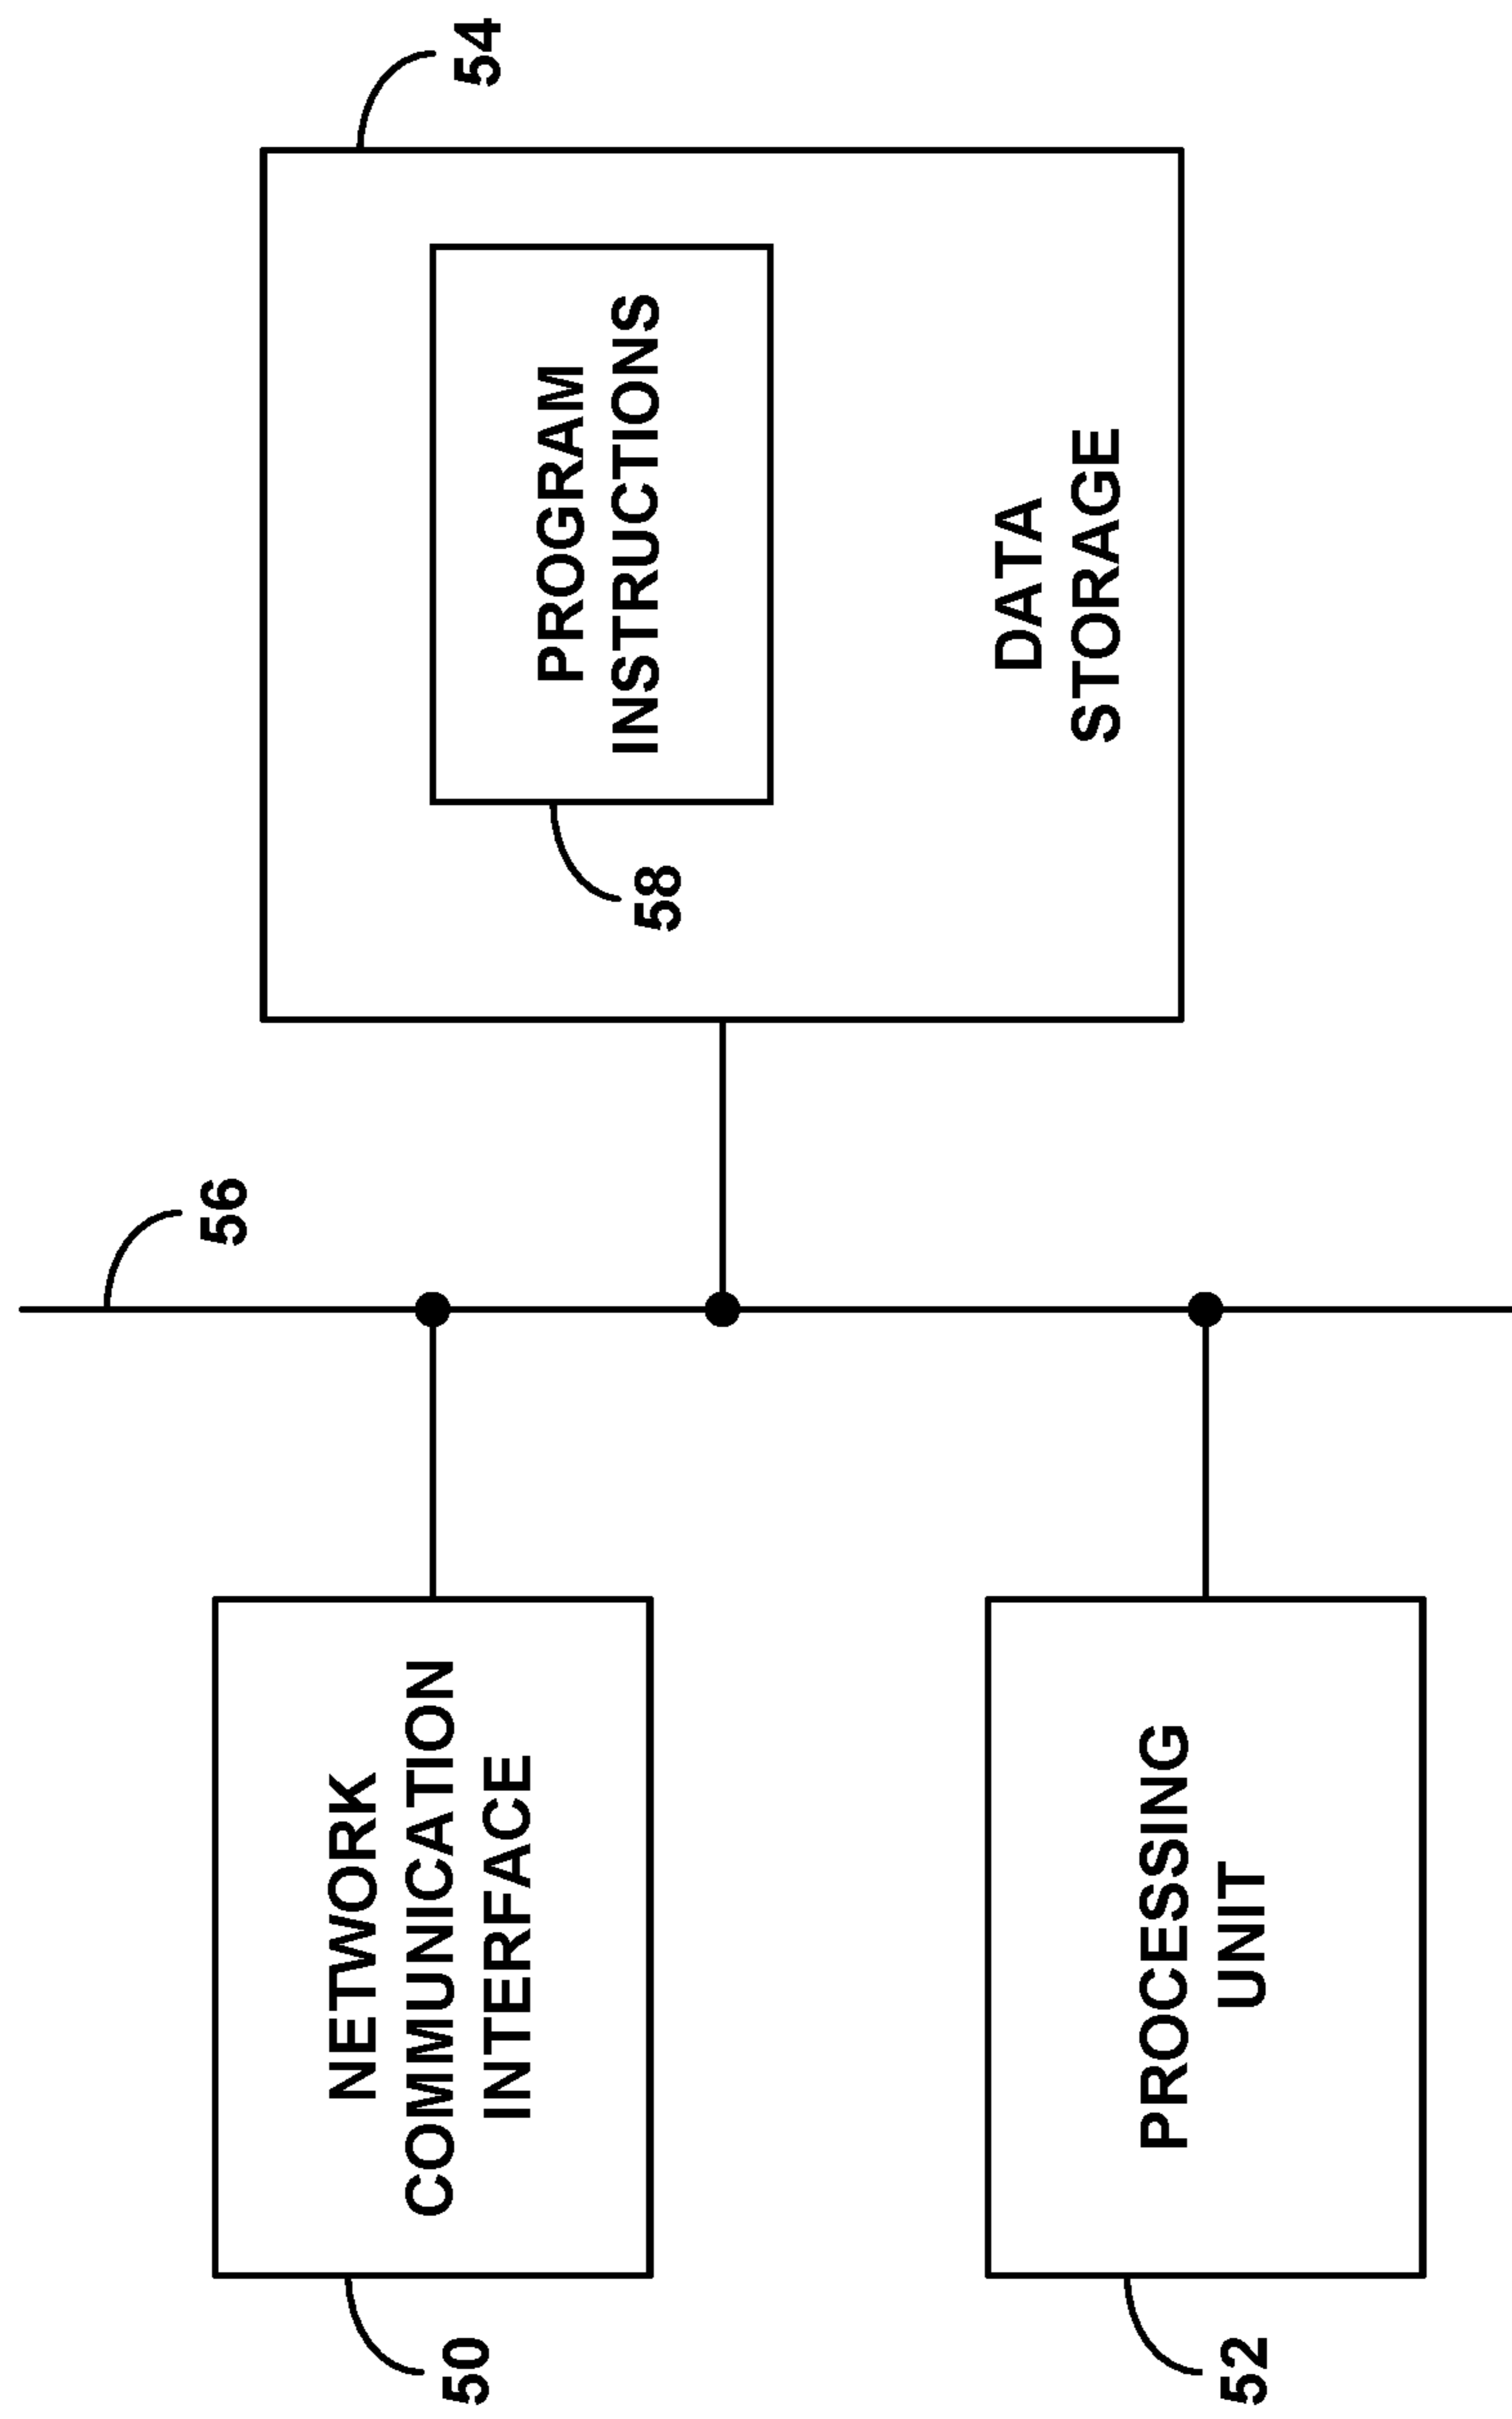 50
NETWORK
COMMUNICATION
INTERFACE
56
54
PROGRAM
INSTRUCTIONS
58
DATA
STORAGE
52
PROCESSING
UNIT